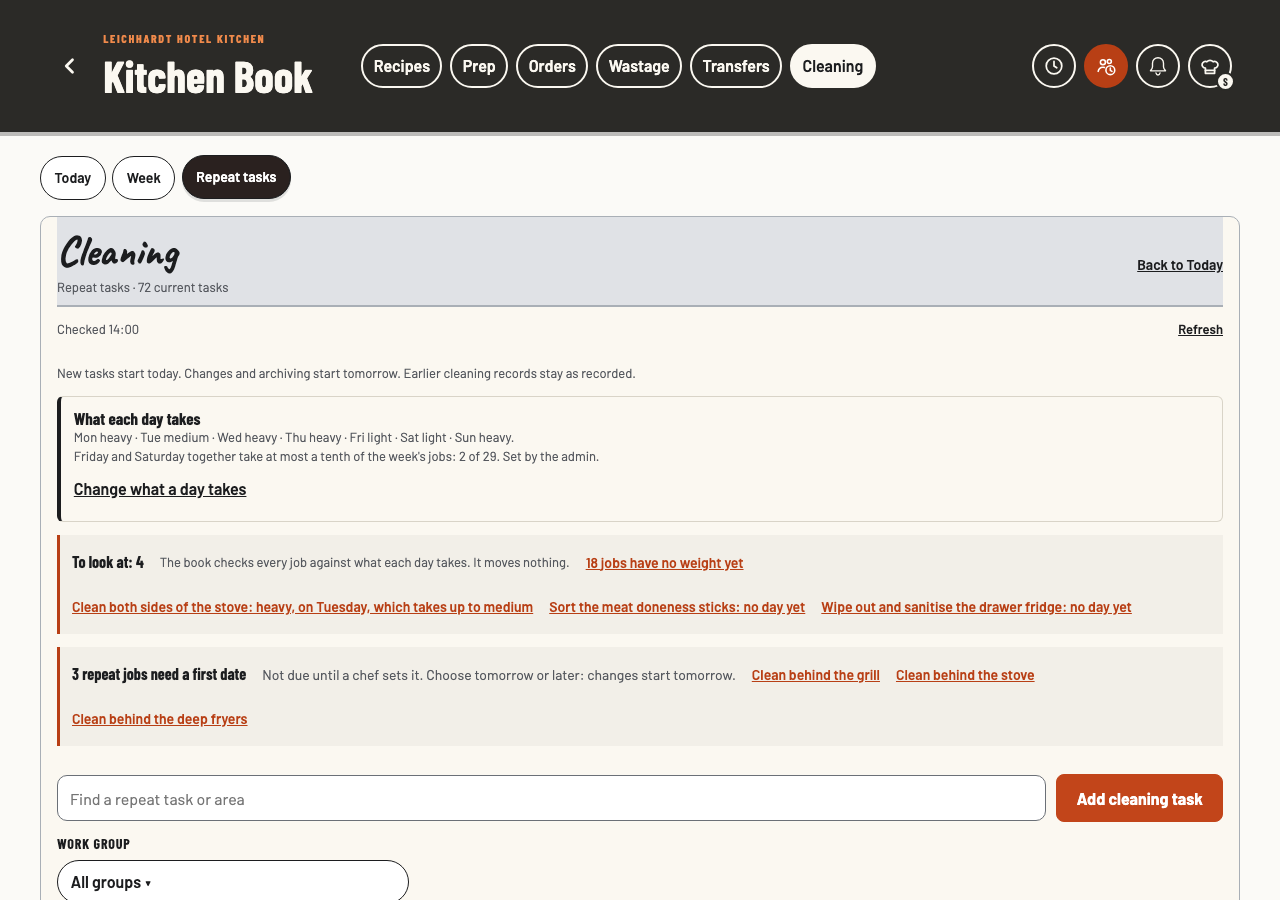 LEICHHARDT HOTEL KITCHEN
Kitchen Book
Recipes
Prep
Orders
Wastage
Transfers
Cleaning
S
Today
Week
Repeat tasks
Cleaning
Repeat tasks · 72 current tasks
Back to Today
Checked 14:00
Refresh
New tasks start today. Changes and archiving start tomorrow. Earlier cleaning records stay as recorded.
What each day takes
Mon heavy · Tue medium · Wed heavy · Thu heavy · Fri light · Sat light · Sun heavy.
Friday and Saturday together take at most a tenth of the week's jobs: 2 of 29. Set by the admin.
Change what a day takes
To look at: 4 The book checks every job against what each day takes. It moves nothing. 18 jobs have no weight yet
Clean both sides of the stove: heavy, on Tuesday, which takes up to medium Sort the meat doneness sticks: no day yet Wipe out and sanitise the drawer fridge: no day yet
3 repeat jobs need a first date Not due until a chef sets it. Choose tomorrow or later: changes start tomorrow. Clean behind the grill Clean behind the stove
Clean behind the deep fryers
Find a repeat task or area
Add cleaning task
WORK GROUP
All groups ▾